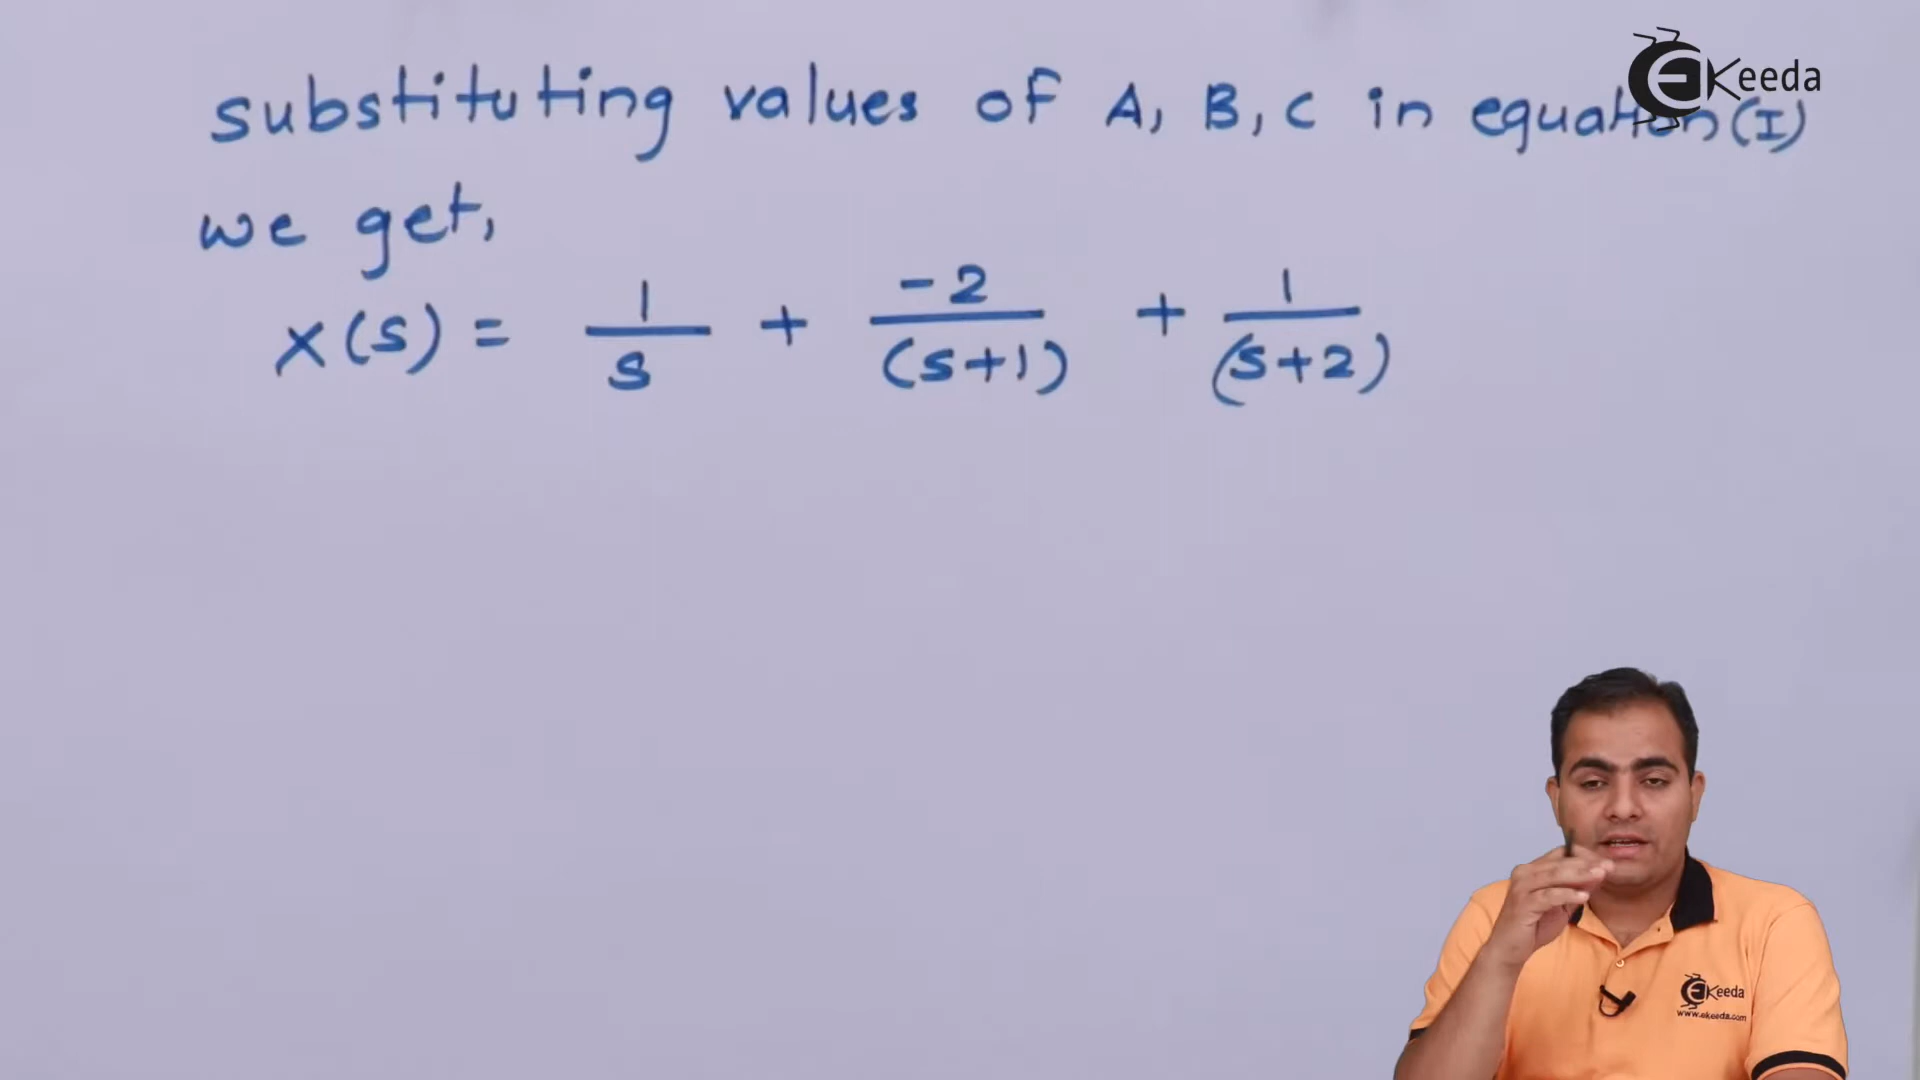 substituting values of A, B, C in equation (I)
we get,
X(s) = 1/s + -2/(s+1) + 1/(s+2)
EKeeda
EKeeda
www.ekeeda.com